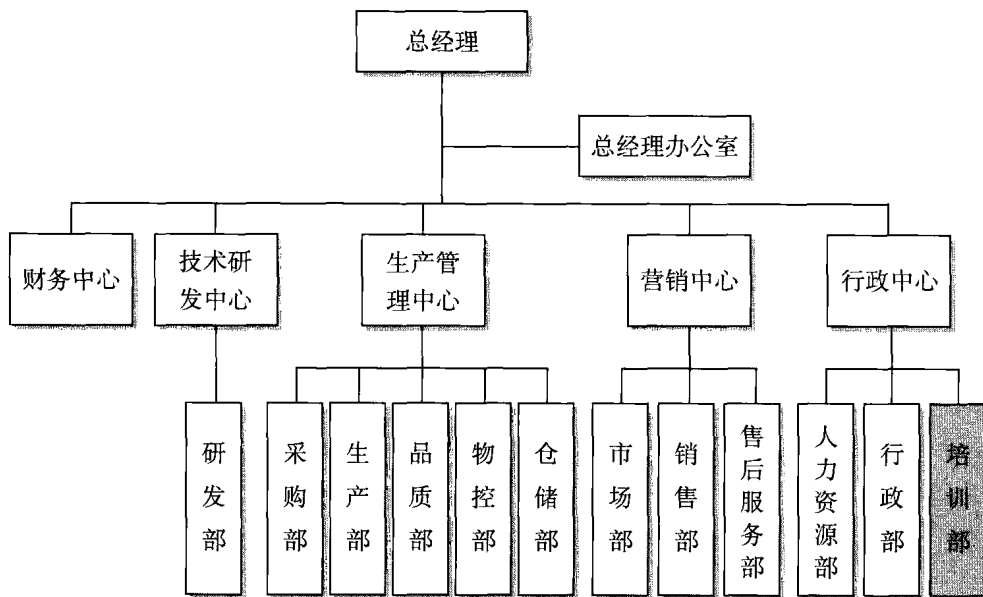 总经理
总经理办公室
财务中心
技术研
发中心
生产管
理中心
营销中心
行政中心
研发部
采购部
生产部
品质部
物控部
仓储部
市场部
销售部
售后服务部
人力资源部
行政部
培训部